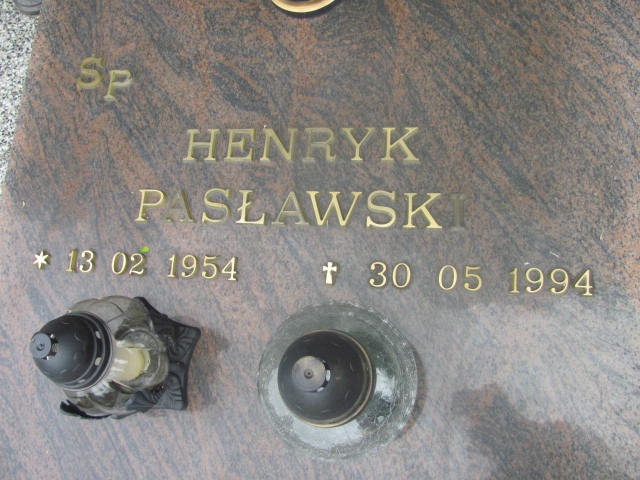 SP
HENRYK
PASŁAWSKI
* 13 02 1954 ✝ 30 05 1994